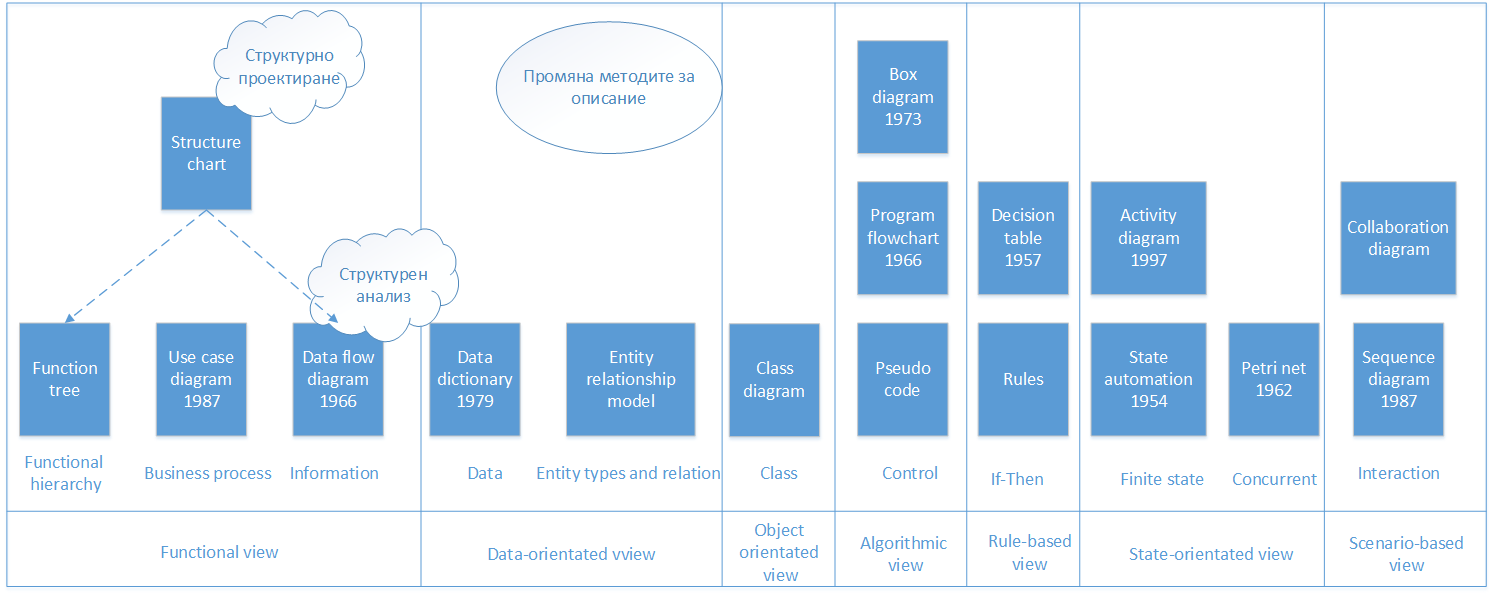 Структурно
проектиране
Промяна методите за
описание
Box
diagram
1973
Structure
chart
Program
flowchart
1966
Decision
table
1957
Activity
diagram
1997
Collaboration
diagram
Структурен
анализ
Function
tree
Use case
diagram
1987
Data flow
diagram
1966
Data
dictionary
1979
Entity
relationship
model
Class
diagram
Pseudo
code
Rules
State
automation
1954
Petri net
1962
Sequence
diagram
1987
Functional
hierarchy
Business process
Information
Data
Entity types and relation
Class
Control
If-Then
Finite state
Concurrent
Interaction
Functional view
Data-orientated vview
Object
orientated
view
Algorithmic
view
Rule-based
view
State-orientated view
Scenario-based
view